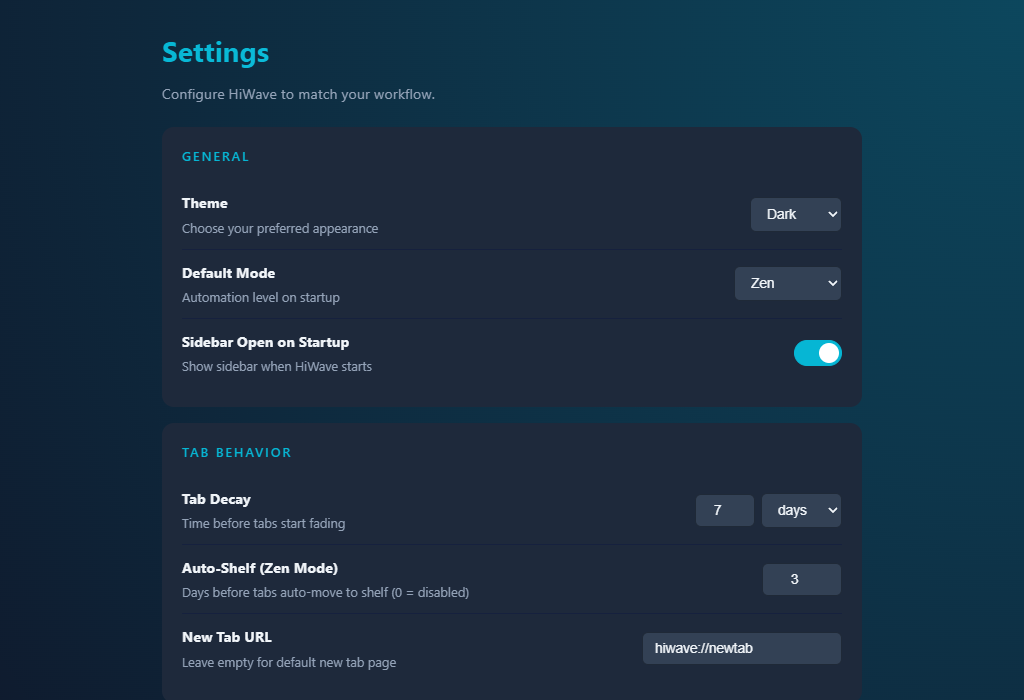 Settings
Configure HiWave to match your workflow.
GENERAL
Theme
Choose your preferred appearance
Dark
Default Mode
Automation level on startup
Zen
Sidebar Open on Startup
Show sidebar when HiWave starts
TAB BEHAVIOR
Tab Decay
Time before tabs start fading
7
days
Auto-Shelf (Zen Mode)
Days before tabs auto-move to shelf (0 = disabled)
3
New Tab URL
Leave empty for default new tab page
hiwave://newtab